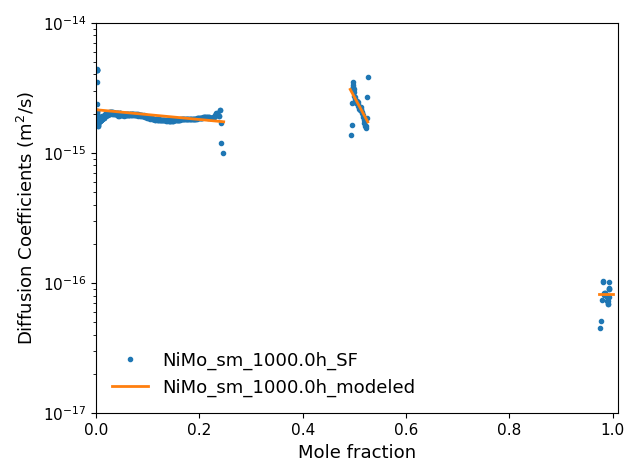 10⁻¹⁴
10⁻¹⁵
10⁻¹⁶
10⁻¹⁷
Diffusion Coefficients (m²/s)
NiMo_sm_1000.0h_SF
NiMo_sm_1000.0h_modeled
0.0 0.2 0.4 0.6 0.8 1.0
Mole fraction